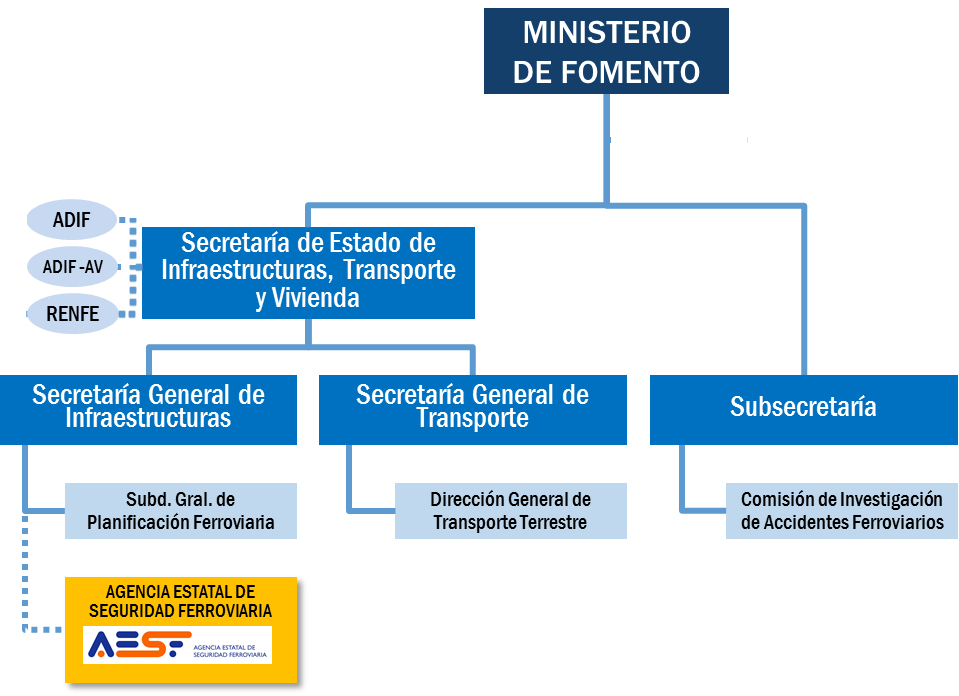 MINISTERIO
DE FOMENTO
ADIF
ADIF -AV
RENFE
Secretaría de Estado de
Infraestructuras, Transporte
y Vivienda
Secretaría General de
Infraestructuras
Secretaría General de
Transporte
Subsecretaría
Subd. Gral. de
Planificación Ferroviaria
Dirección General de
Transporte Terrestre
Comisión de Investigación
de Accidentes Ferroviarios
AGENCIA ESTATAL DE
SEGURIDAD FERROVIARIA
AESF
AGENCIA ESTATAL DE
SEGURIDAD FERROVIARIA